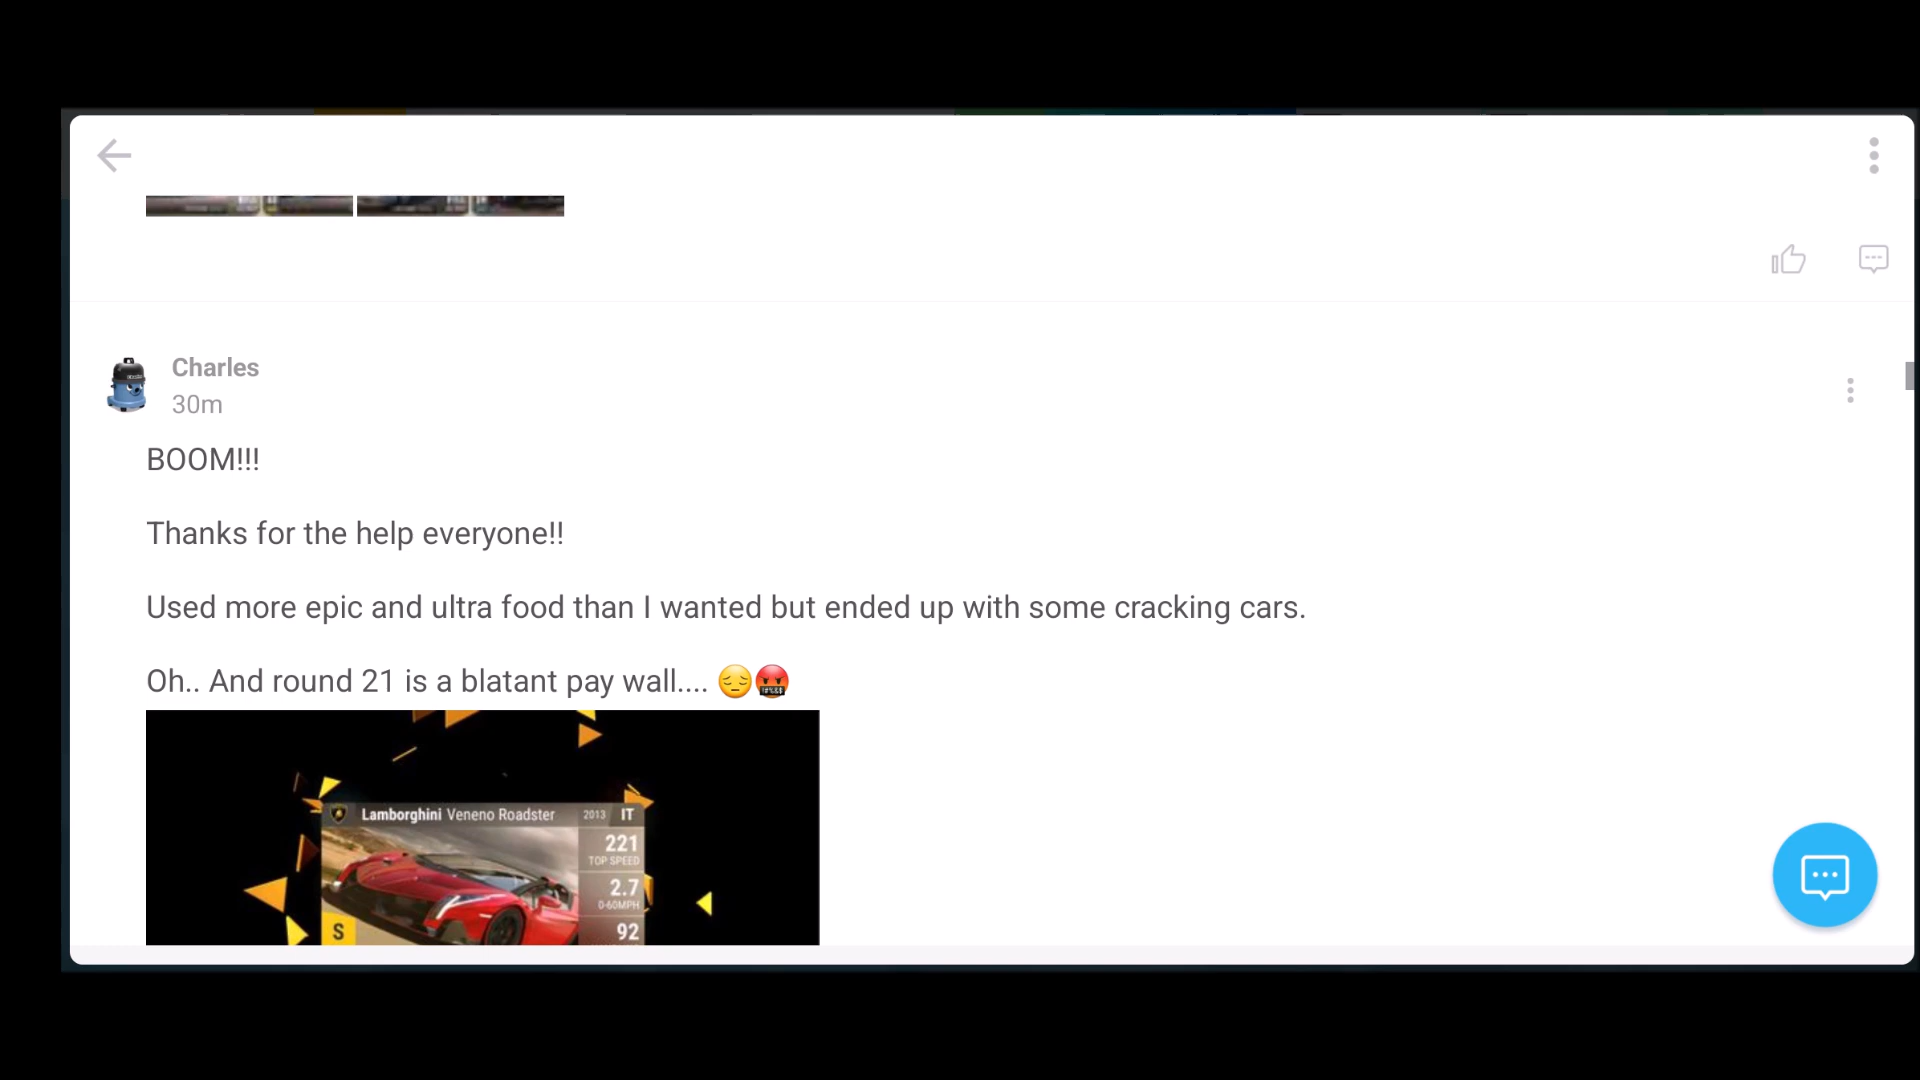 Charles
30m
BOOM!!!
Thanks for the help everyone!!
Used more epic and ultra food than I wanted but ended up with some cracking cars.
Oh.. And round 21 is a blatant pay wall.... 😔🤬
Lamborghini Veneno Roadster 2013 IT
221
TOP SPEED
2.7
0-60MPH
S 92